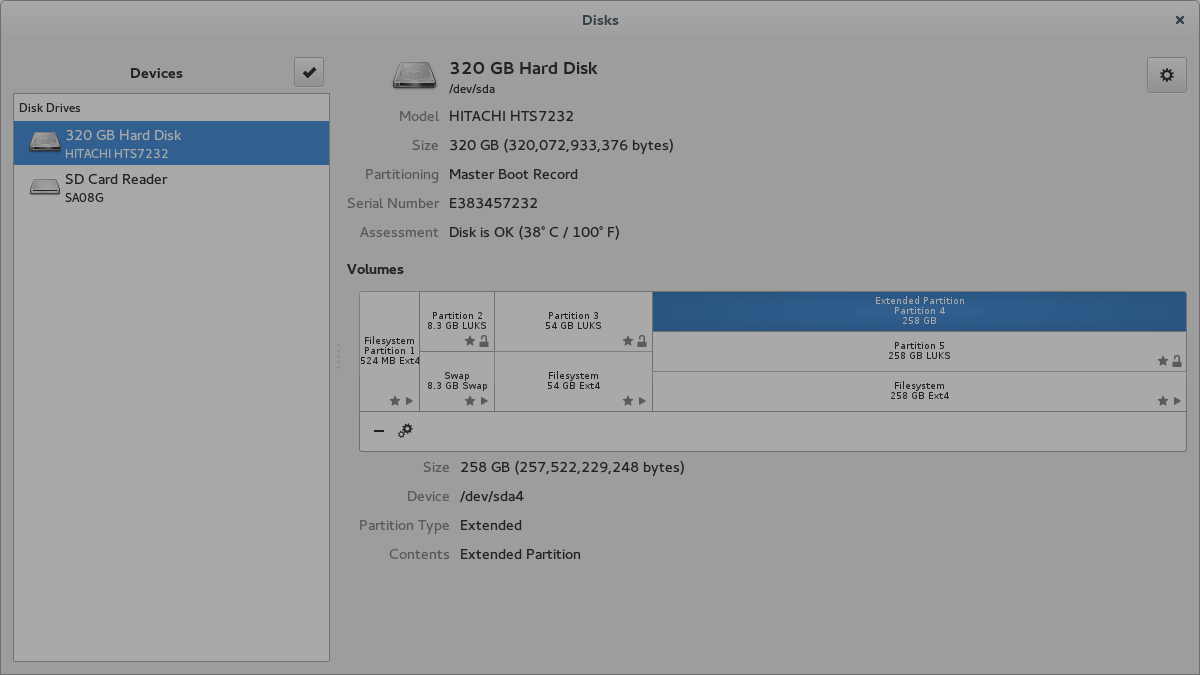 Disks
Devices
Disk Drives
320 GB Hard Disk
HITACHI HTS7232
SD Card Reader
SA08G
320 GB Hard Disk
/dev/sda
Model HITACHI HTS7232
Size 320 GB (320,072,933,376 bytes)
Partitioning Master Boot Record
Serial Number E383457232
Assessment Disk is OK (38° C / 100° F)
Volumes
Filesystem
Partition 1
524 MB Ext4
Partition 2
8.3 GB LUKS
Swap
8.3 GB Swap
Partition 3
54 GB LUKS
Filesystem
54 GB Ext4
Extended Partition
Partition 4
258 GB
Partition 5
258 GB LUKS
Filesystem
258 GB Ext4
Size 258 GB (257,522,229,248 bytes)
Device /dev/sda4
Partition Type Extended
Contents Extended Partition